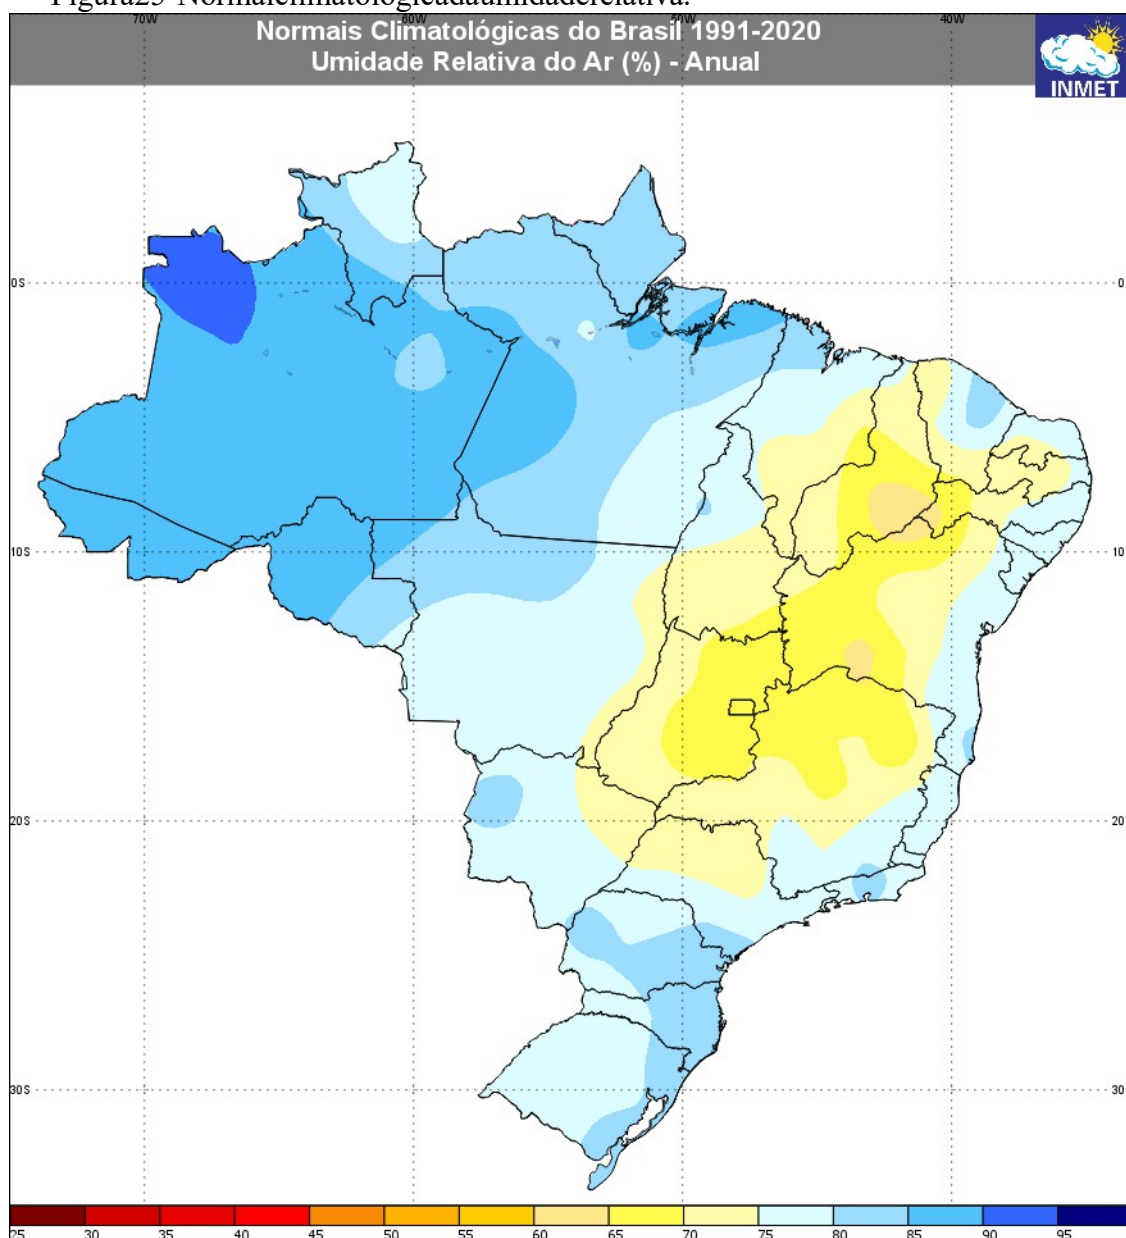 Figura25-Normalclimatológicadaumidaderelativa.
70W 60W 50W 40W
Normais Climatológicas do Brasil 1991-2020
Umidade Relativa do Ar (%) - Anual
INMET
0S 0
10S 10
20S 20
30S 30
25 30 35 40 45 50 55 60 65 70 75 80 85 90 95